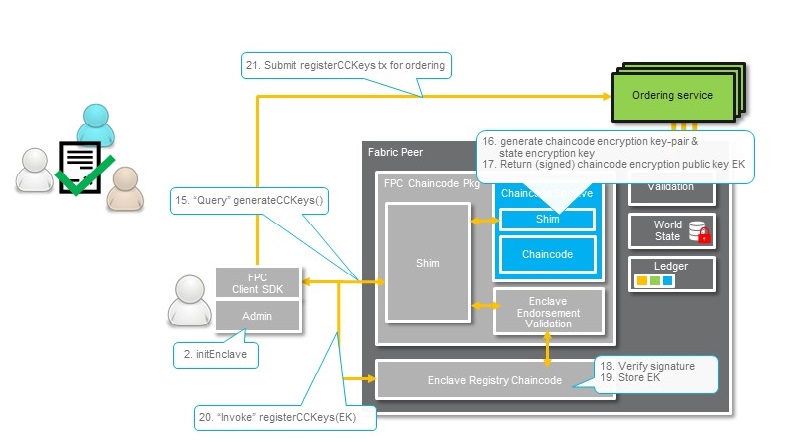 21. Submit registerCCKeys tx for ordering
Ordering service
Fabric Peer
16. generate chaincode encryption key-pair &
state encryption key
17. Return (signed) chaincode encryption public key EK
FPC Chaincode Pkg
Validation
15. “Query” generateCCKeys()
Shim
Shim
Chaincode
World
State
Ledger
FPC
Client SDK
Admin
Enclave
Endorsement
Validation
2. initEnclave
Enclave Registry Chaincode
18. Verify signature
19. Store EK
20. “Invoke” registerCCKeys(EK)